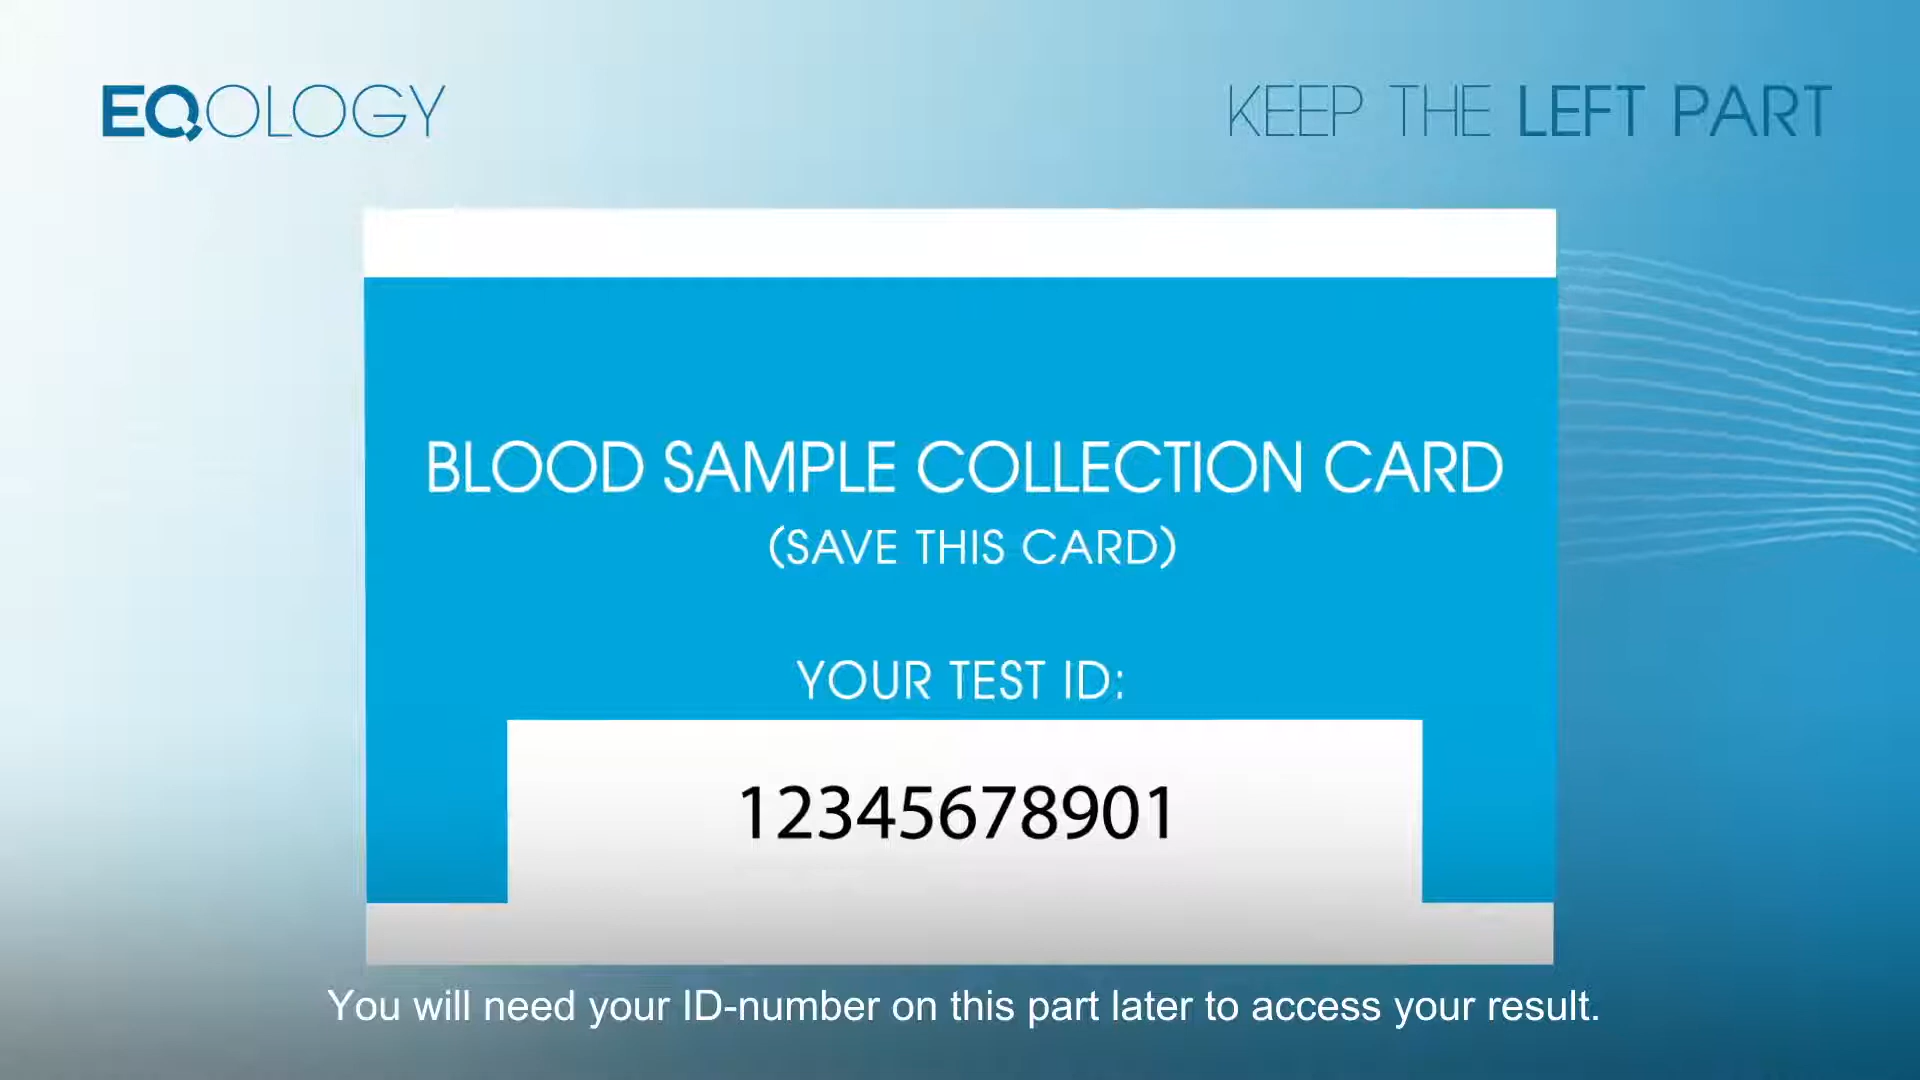 EQOLOGY
KEEP THE LEFT PART
BLOOD SAMPLE COLLECTION CARD
(SAVE THIS CARD)
YOUR TEST ID:
12345678901
You will need your ID-number on this part later to access your result.